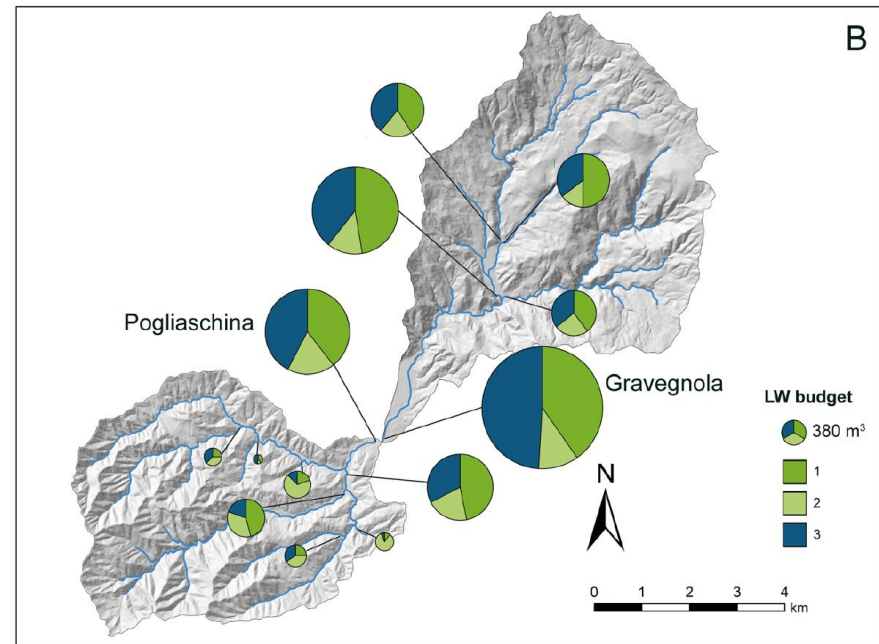 B
Pogliaschina
Gravegnola
LW budget
380 m³
1
2
3
N
0 1 2 3 4
km